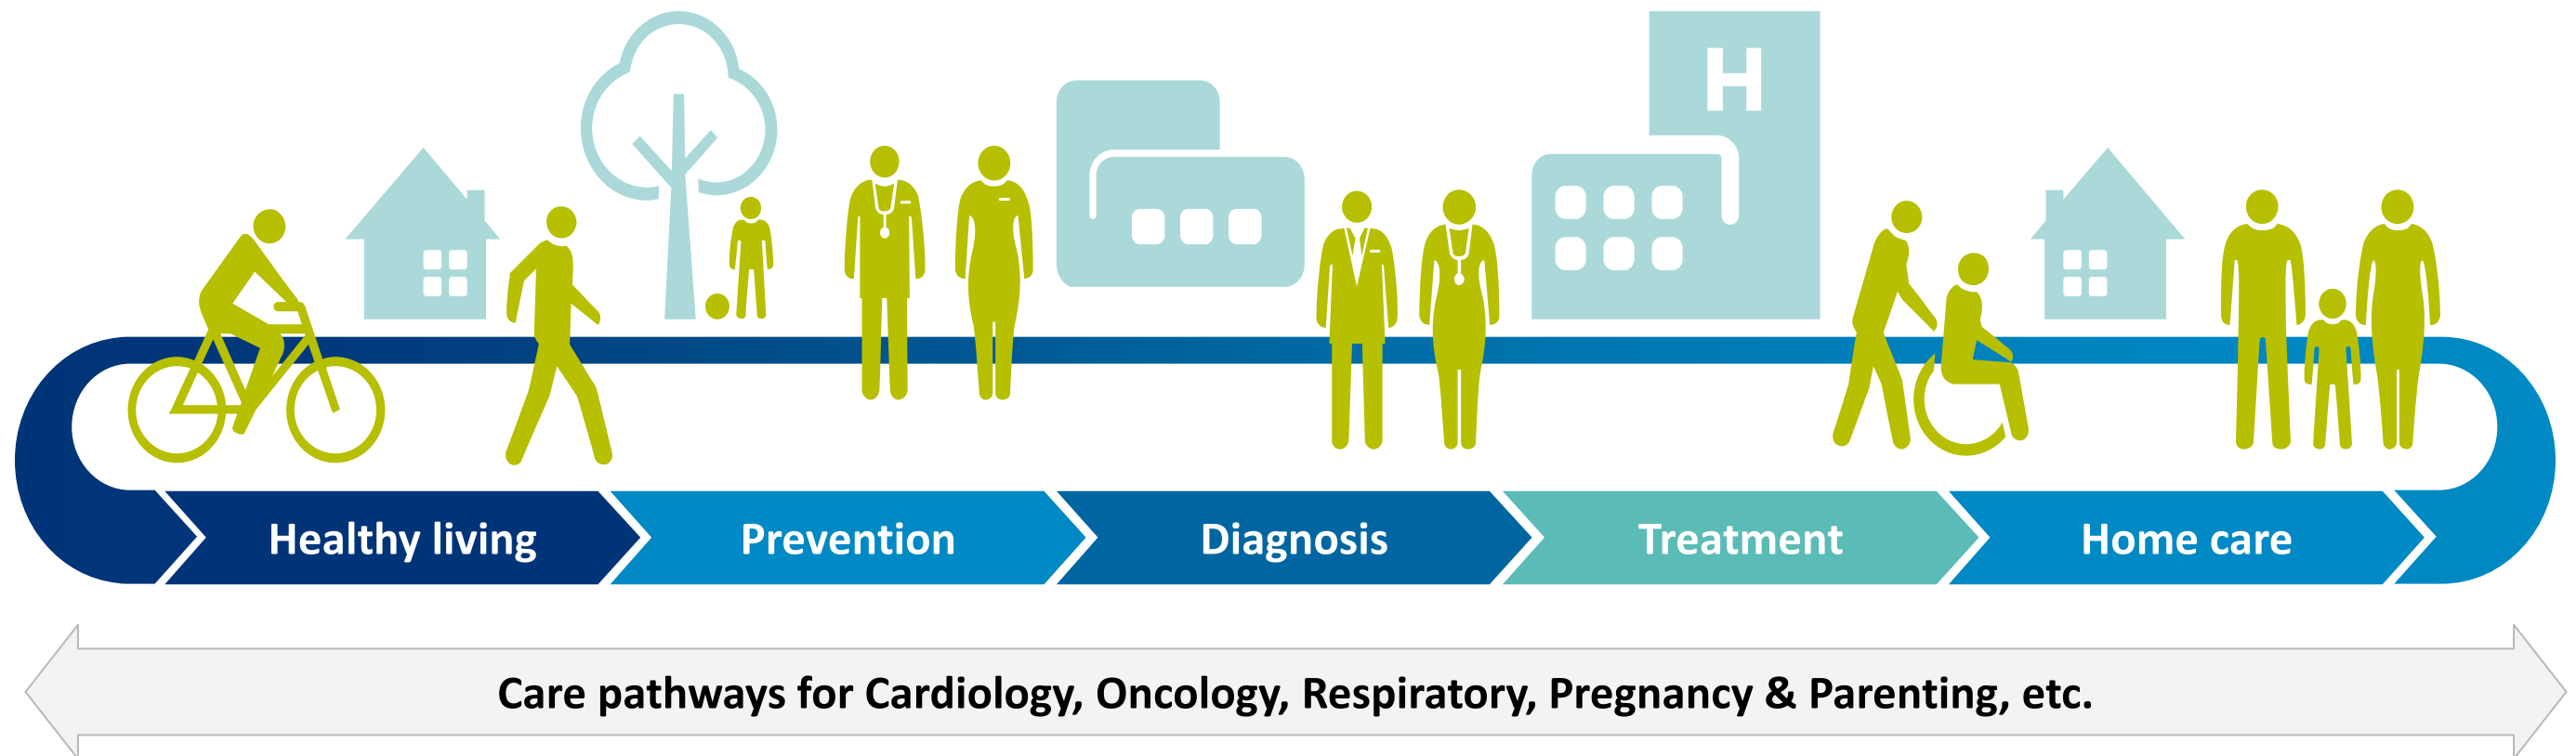 H
Healthy living
Prevention
Diagnosis
Treatment
Home care
Care pathways for Cardiology, Oncology, Respiratory, Pregnancy & Parenting, etc.